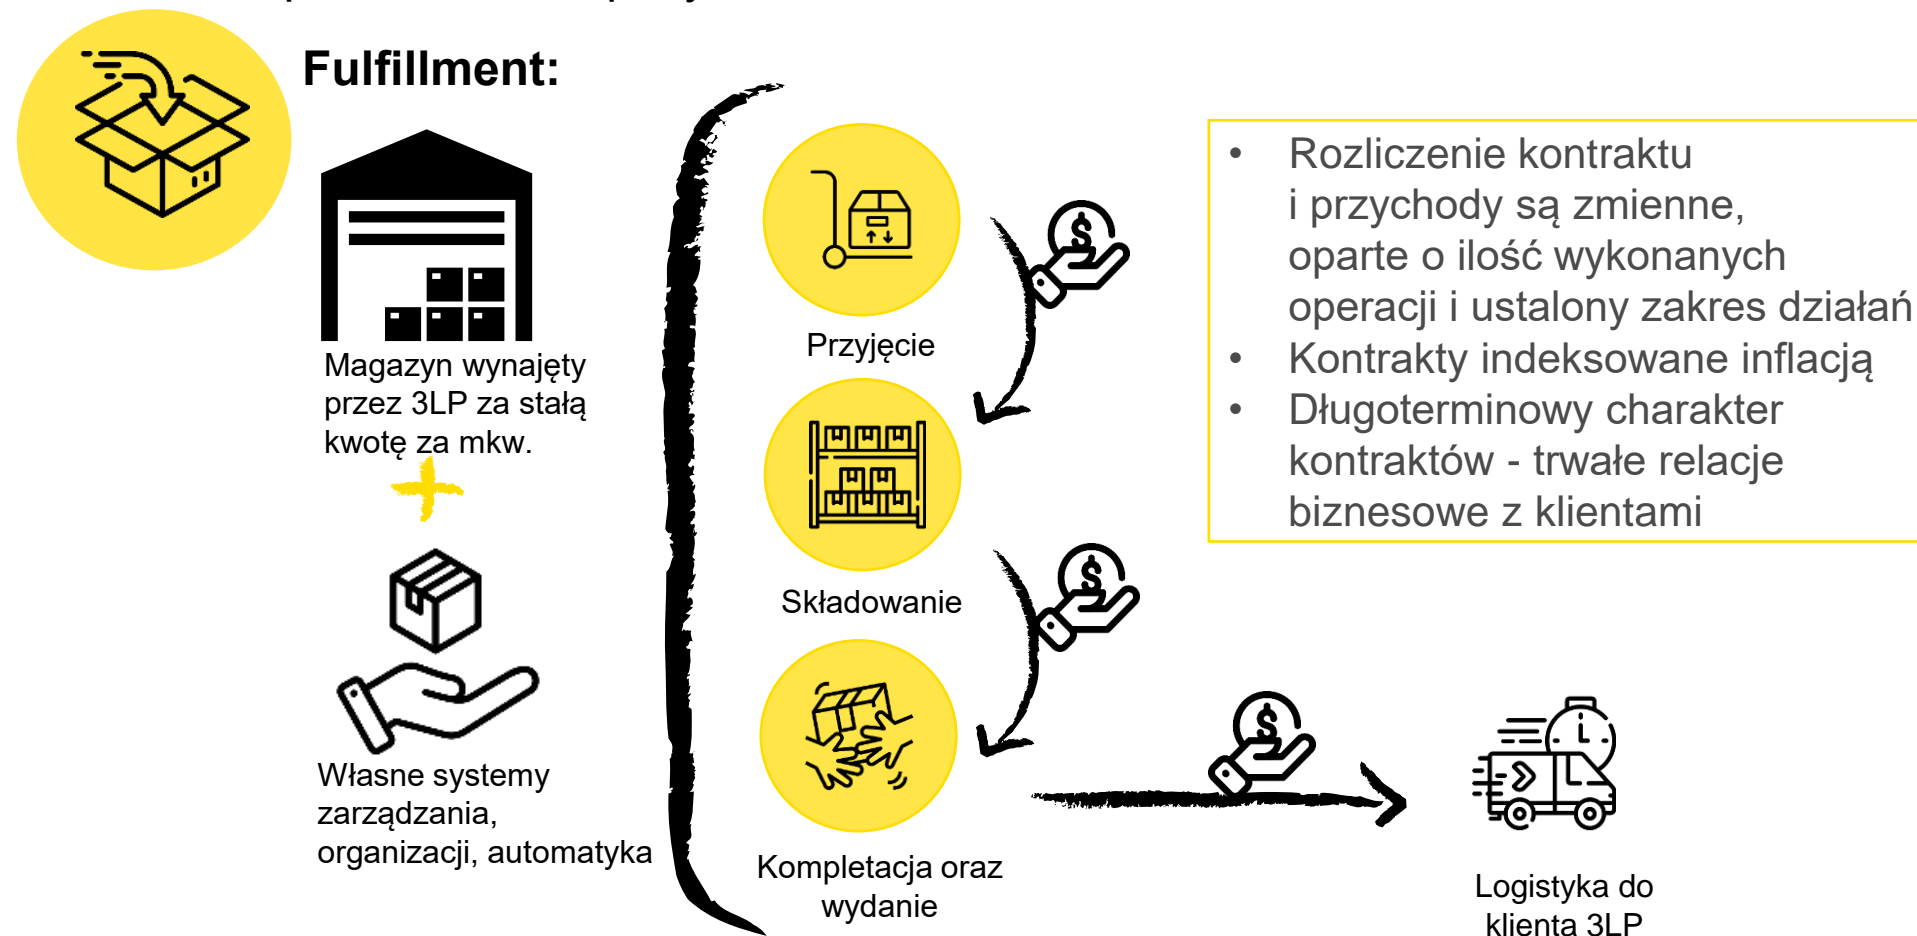 Fulfillment:
Magazyn wynajęty
przez 3LP za stałą
kwotę za mkw.
Własne systemy
zarządzania,
organizacji, automatyka
Przyjęcie
Składowanie
Kompletacja oraz
wydanie
• Rozliczenie kontraktu
i przychody są zmienne,
oparte o ilość wykonanych
operacji i ustalony zakres działań
• Kontrakty indeksowane inflacją
• Długoterminowy charakter
kontraktów - trwałe relacje
biznesowe z klientami
Logistyka do
klienta 3LP